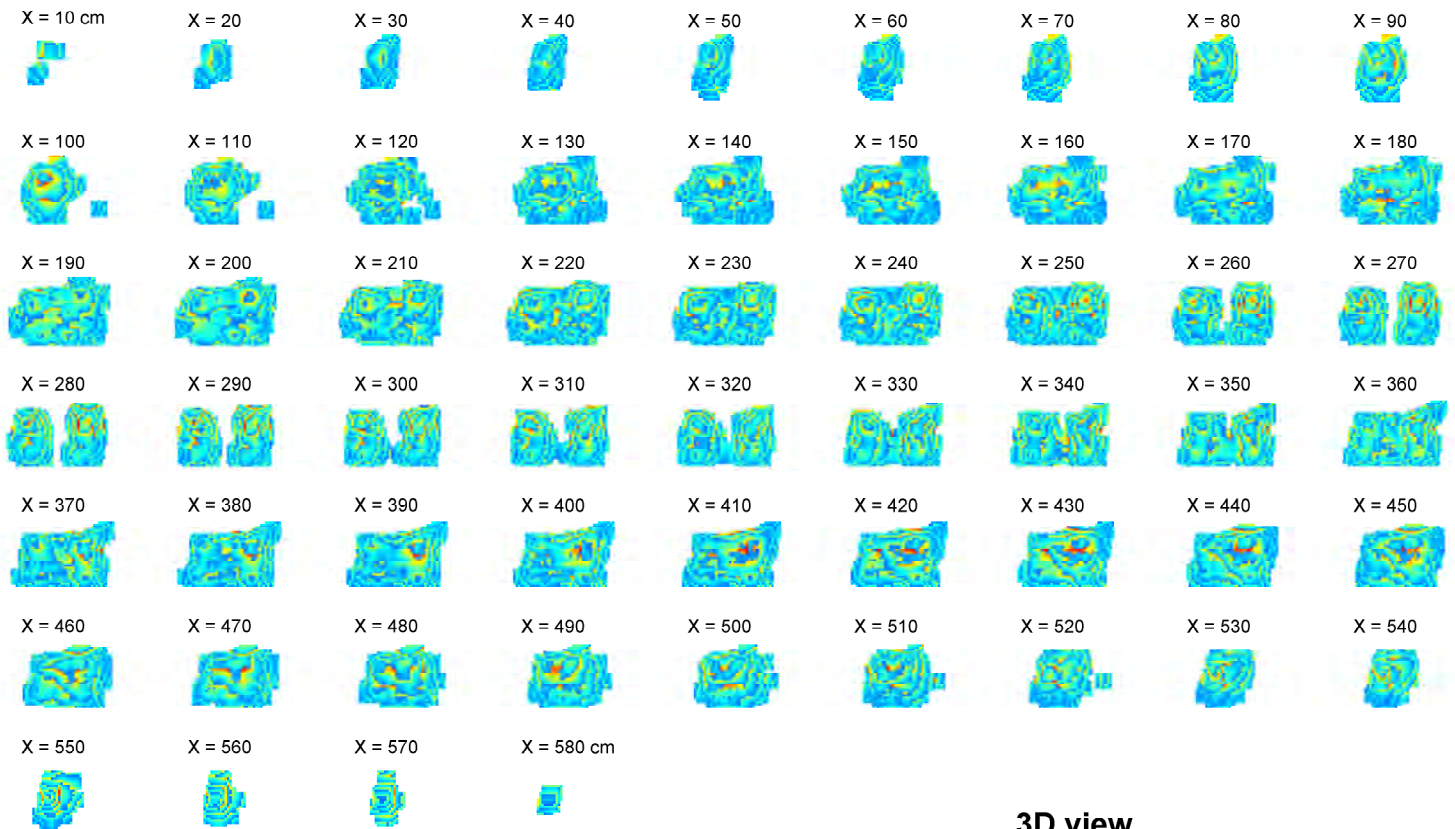 X = 10 cm X = 20 X = 30 X = 40 X = 50 X = 60 X = 70 X = 80 X = 90
X = 100 X = 110 X = 120 X = 130 X = 140 X = 150 X = 160 X = 170 X = 180
X = 190 X = 200 X = 210 X = 220 X = 230 X = 240 X = 250 X = 260 X = 270
X = 280 X = 290 X = 300 X = 310 X = 320 X = 330 X = 340 X = 350 X = 360
X = 370 X = 380 X = 390 X = 400 X = 410 X = 420 X = 430 X = 440 X = 450
X = 460 X = 470 X = 480 X = 490 X = 500 X = 510 X = 520 X = 530 X = 540
X = 550 X = 560 X = 570 X = 580 cm
3D view